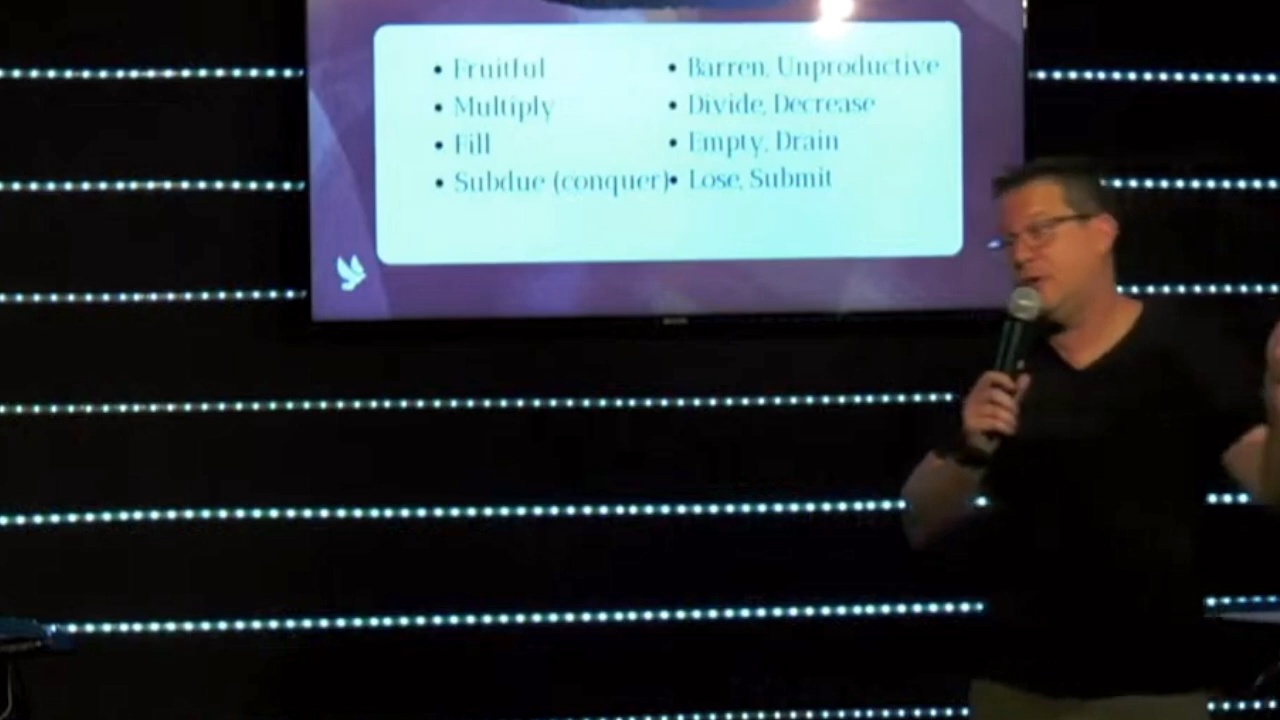 • Fruitful
• Multiply
• Fill
• Subdue (conquer)
• Barren, Unproductive
• Divide, Decrease
• Empty, Drain
• Lose, Submit